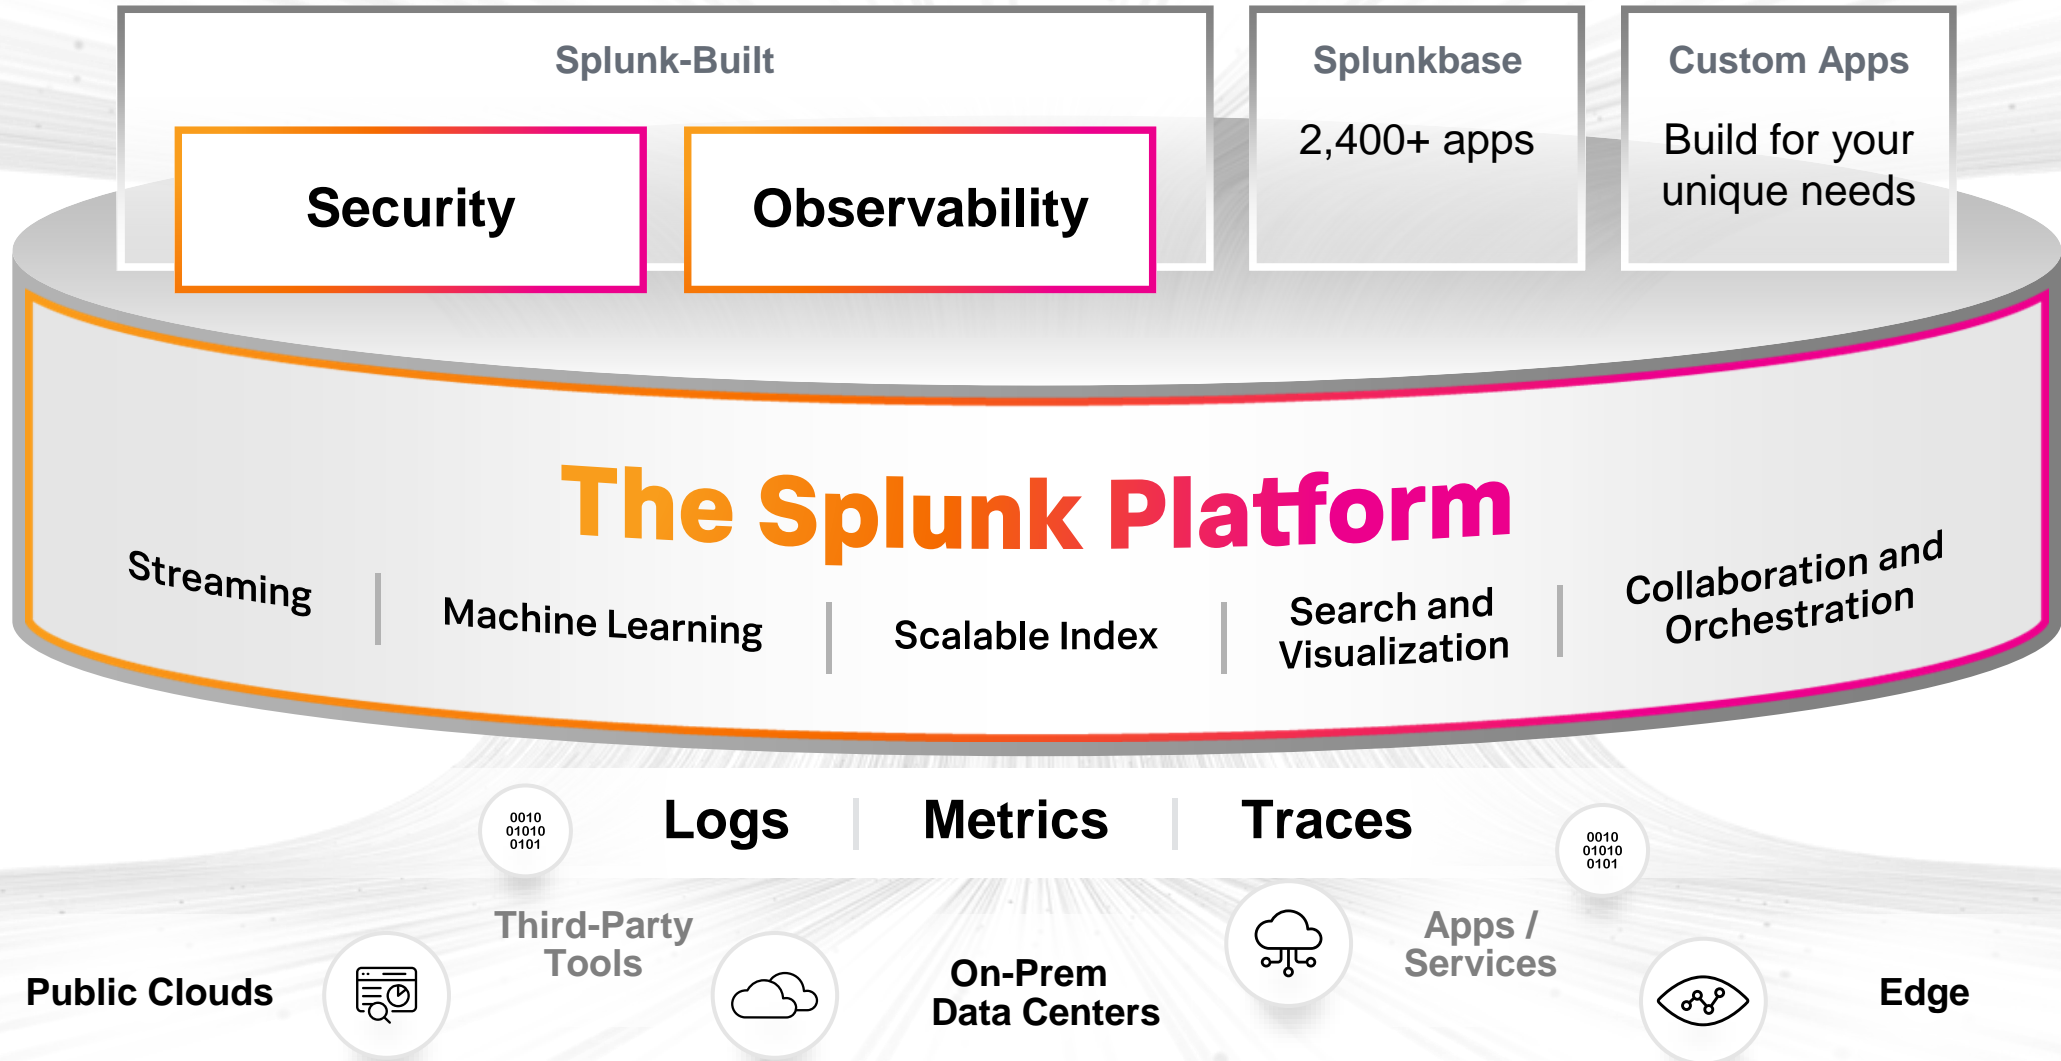 Splunk-Built
Security
Observability
Splunkbase
2,400+ apps
Custom Apps
Build for your
unique needs
The Splunk Platform
Streaming
Machine Learning
Scalable Index
Search and
Visualization
Collaboration and
Orchestration
0010
01010
0101
Logs
Metrics
Traces
0010
01010
0101
Public Clouds
Third-Party
Tools
On-Prem
Data Centers
Apps /
Services
Edge